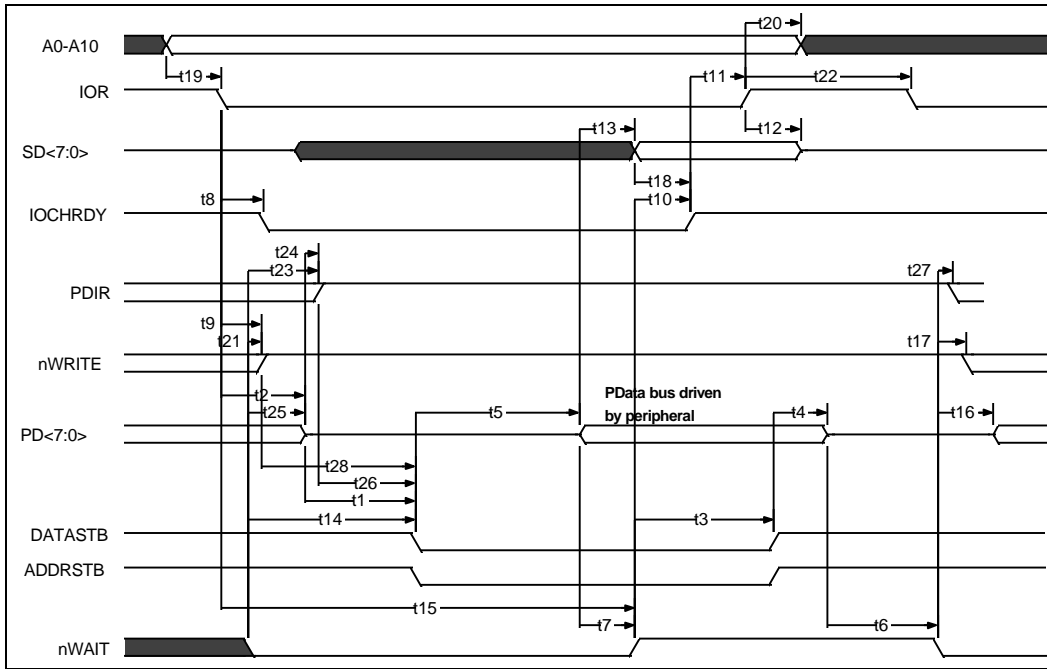 t20
A0-A10
t19
t11
t22
IOR
t13
t12
SD<7:0>
t18
t8
t10
IOCHRDY
t24
t23
t27
PDIR
t9
t21
t17
nWRITE
t2
PData bus driven
t25
t5
by peripheral
t4
t16
PD<7:0>
t28
t26
t1
t14
t3
DATASTB
ADDRSTB
t15
t7
t6
nWAIT